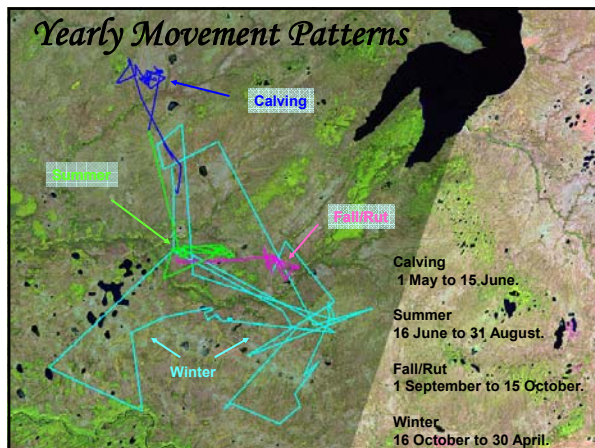 Yearly Movement Patterns
Calving
Summer
Fall/Rut
Calving
1 May to 15 June.
Summer
16 June to 31 August.
Fall/Rut
1 September to 15 October.
Winter
Winter
16 October to 30 April.